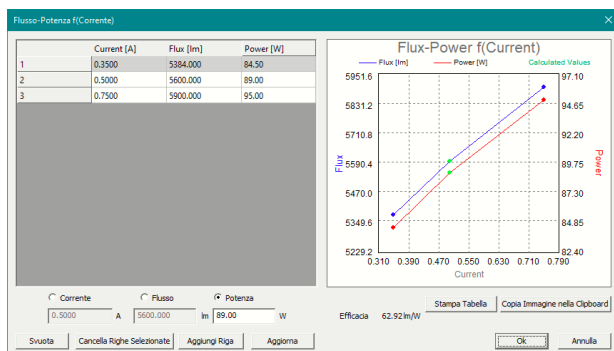 Flusso-Potenza f(Corrente)
Current [A] Flux [lm] Power [W]
1 0.3500 5384.000 84.50
2 0.5000 5600.000 89.00
3 0.7500 5900.000 95.00
Flux-Power f(Current)
Flux [lm] Power [W] Calculated Values
5951.6 97.10
5831.2 94.65
5710.8 92.20
5590.4 89.75
5470.0 87.30
5349.6 84.85
5229.2 82.40
Flux
Power
0.310 0.390 0.470 0.550 0.630 0.710 0.790
Current
Corrente Flusso Potenza
0.5000 A 5600.000 lm 89.00 W
Efficacia 62.92lm/W
Stampa Tabella Copia Immagine nella Clipboard
Svuota Cancella Righe Selezionate Aggiungi Riga Aggiorna Ok Annulla